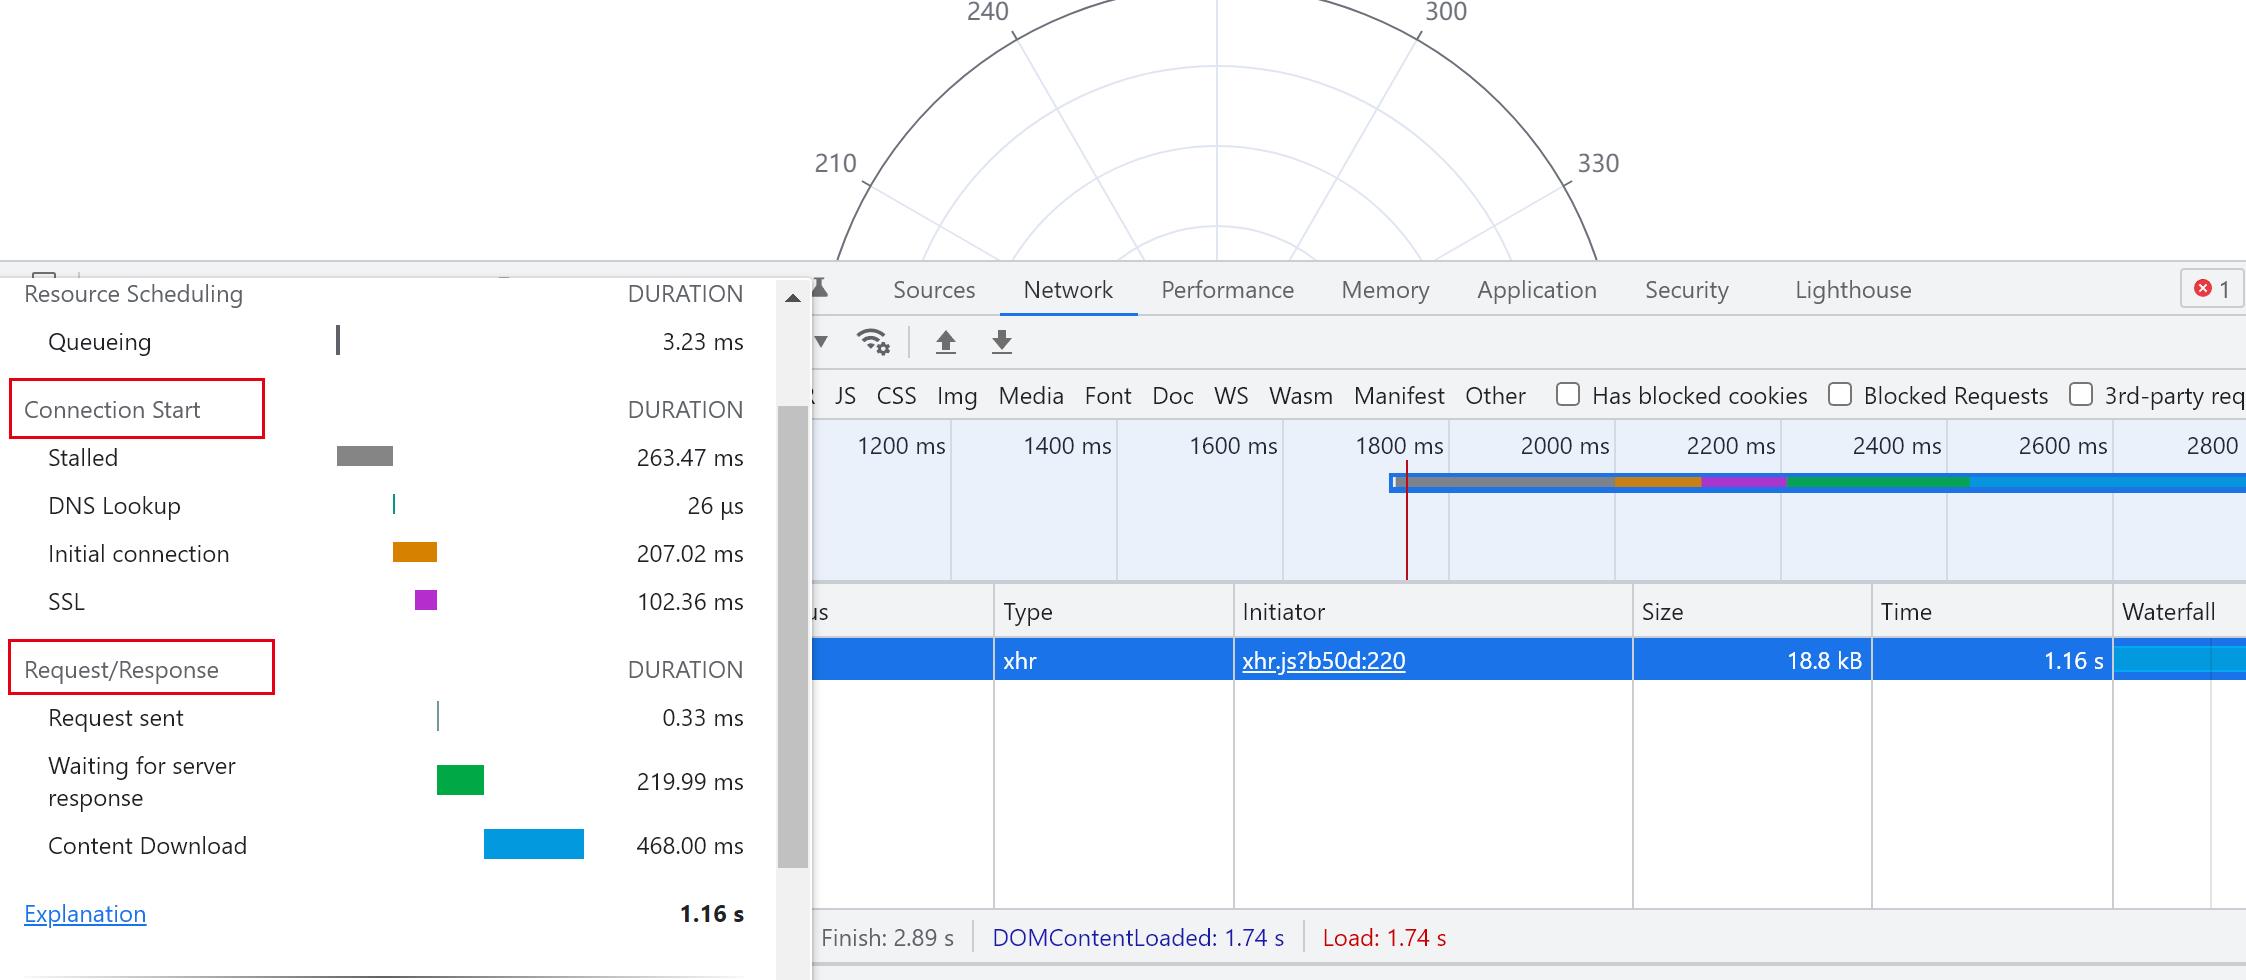 240
300
210
330
Resource Scheduling DURATION
Queueing 3.23 ms
Connection Start DURATION
Stalled 263.47 ms
DNS Lookup 26 μs
Initial connection 207.02 ms
SSL 102.36 ms
Request/Response DURATION
Request sent 0.33 ms
Waiting for server
response
219.99 ms
Content Download 468.00 ms
Explanation 1.16 s
Sources Network Performance Memory Application Security Lighthouse 1
JS CSS Img Media Font Doc WS Wasm Manifest Other Has blocked cookies Blocked Requests 3rd-party req
1200 ms 1400 ms 1600 ms 1800 ms 2000 ms 2200 ms 2400 ms 2600 ms 2800
us Type Initiator Size Time Waterfall
xhr xhr.js?b50d:220 18.8 kB 1.16 s
Finish: 2.89 s DOMContentLoaded: 1.74 s Load: 1.74 s